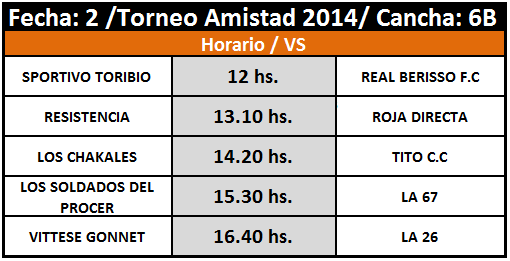 Fecha: 2 /Torneo Amistad 2014/ Cancha: 6B
Horario / VS
SPORTIVO TORIBIO 12 hs. REAL BERISSO F.C
RESISTENCIA 13.10 hs. ROJA DIRECTA
LOS CHAKALES 14.20 hs. TITO C.C
LOS SOLDADOS DEL
PROCER 15.30 hs. LA 67
VITTESE GONNET 16.40 hs. LA 26